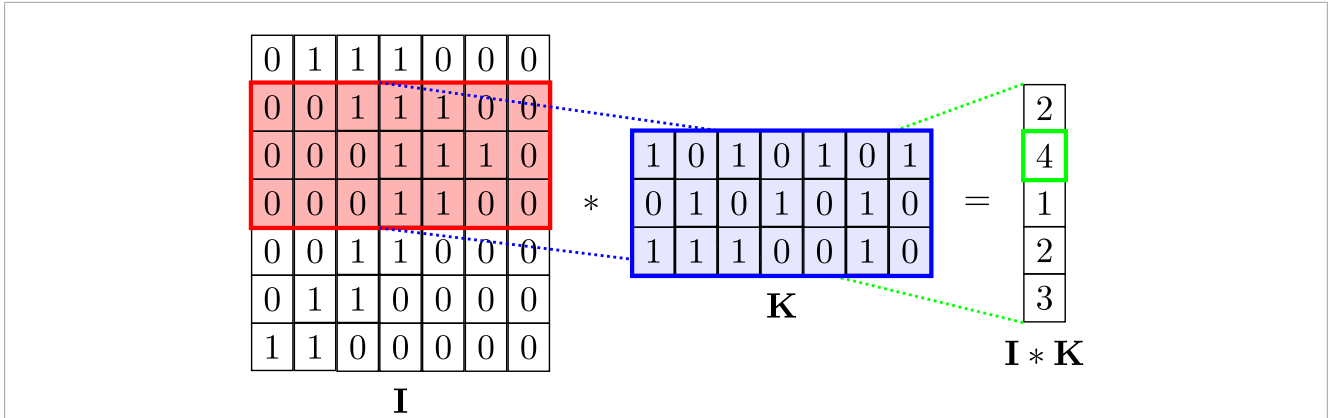 0 1 1 1 0 0 0
0 0 1 1 1 0 0
0 0 0 1 1 1 0
0 0 0 1 1 0 0
0 0 1 1 0 0 0
0 1 1 0 0 0 0
1 1 0 0 0 0 0
I
*
1 0 1 0 1 0 1
0 1 0 1 0 1 0
1 1 1 0 0 1 0
K
=
2
4
1
2
3
I * K